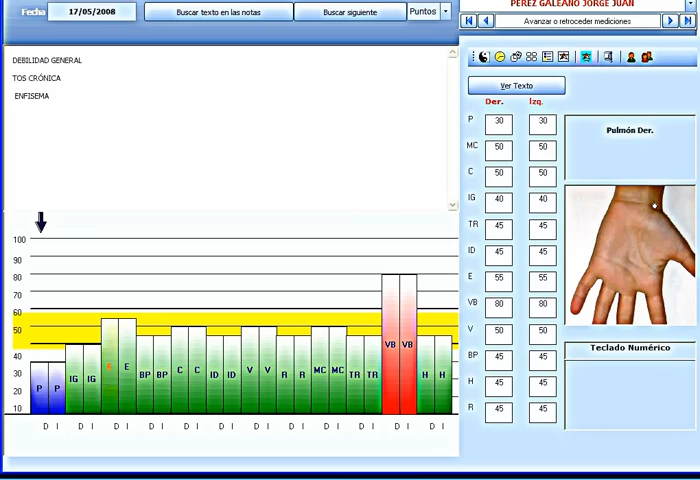 Fecha 17/05/2008 Buscar texto en las notas Buscar siguiente Puntos
PEREZ GALEANO JORGE JUAN
Avanzar o retroceder mediciones
DEBILIDAD GENERAL
TOS CRÓNICA
ENFISEMA
Ver Texto
Der. Izq.
P 30 30
MC 50 50
C 50 50
IG 40 40
TR 45 45
ID 45 45
E 55 55
VB 80 80
V 50 50
BP 45 45
H 45 45
R 45 45
Pulmón Der.
Teclado Numérico
100
90
80
70
60
50
40
30
20
10
P P IG IG E E BP BP C C ID ID V V R R MC MC TR TR VB VB H H
D I D I D I D I D I D I D I D I D I D I D I D I